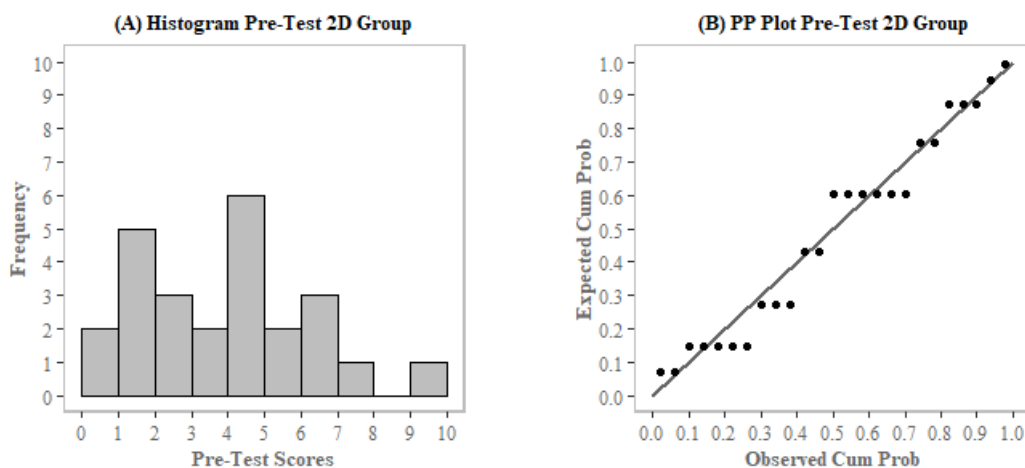 (A) Histogram Pre-Test 2D Group
10
9
8
7
6
5
4
3
2
1
0
Frequency
0 1 2 3 4 5 6 7 8 9 10
Pre-Test Scores
(B) PP Plot Pre-Test 2D Group
1.0
0.9
0.8
0.7
0.6
0.5
0.4
0.3
0.2
0.1
0.0
Expected Cum Prob
0.0 0.1 0.2 0.3 0.4 0.5 0.6 0.7 0.8 0.9 1.0
Observed Cum Prob